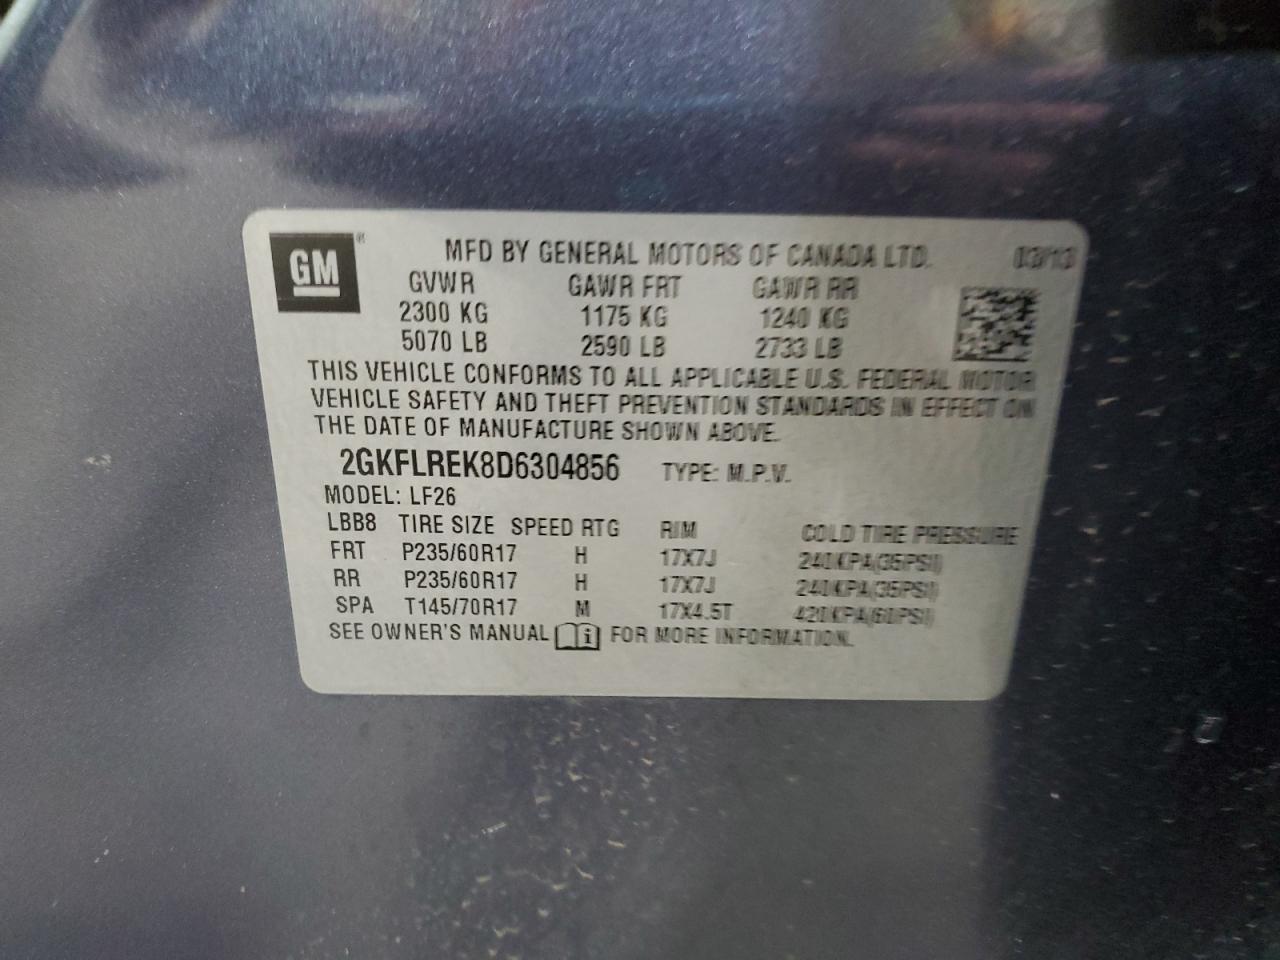 GM®
MFD BY GENERAL MOTORS OF CANADA LTD. 03/13
GVWR GAWR FRT GAWR RR
2300 KG 1175 KG 1240 KG
5070 LB 2590 LB 2733 LB
THIS VEHICLE CONFORMS TO ALL APPLICABLE U.S. FEDERAL MOTOR
VEHICLE SAFETY AND THEFT PREVENTION STANDARDS IN EFFECT ON
THE DATE OF MANUFACTURE SHOWN ABOVE.
2GKFLREK8D6304856 TYPE: M.P.V.
MODEL: LF26
LBB8 TIRE SIZE SPEED RTG RIM COLD TIRE PRESSURE
FRT P235/60R17 H 17X7J 240KPA(35PSI)
RR P235/60R17 H 17X7J 240KPA(35PSI)
SPA T145/70R17 M 17X4.5T 420KPA(60PSI)
SEE OWNER'S MANUAL FOR MORE INFORMATION.